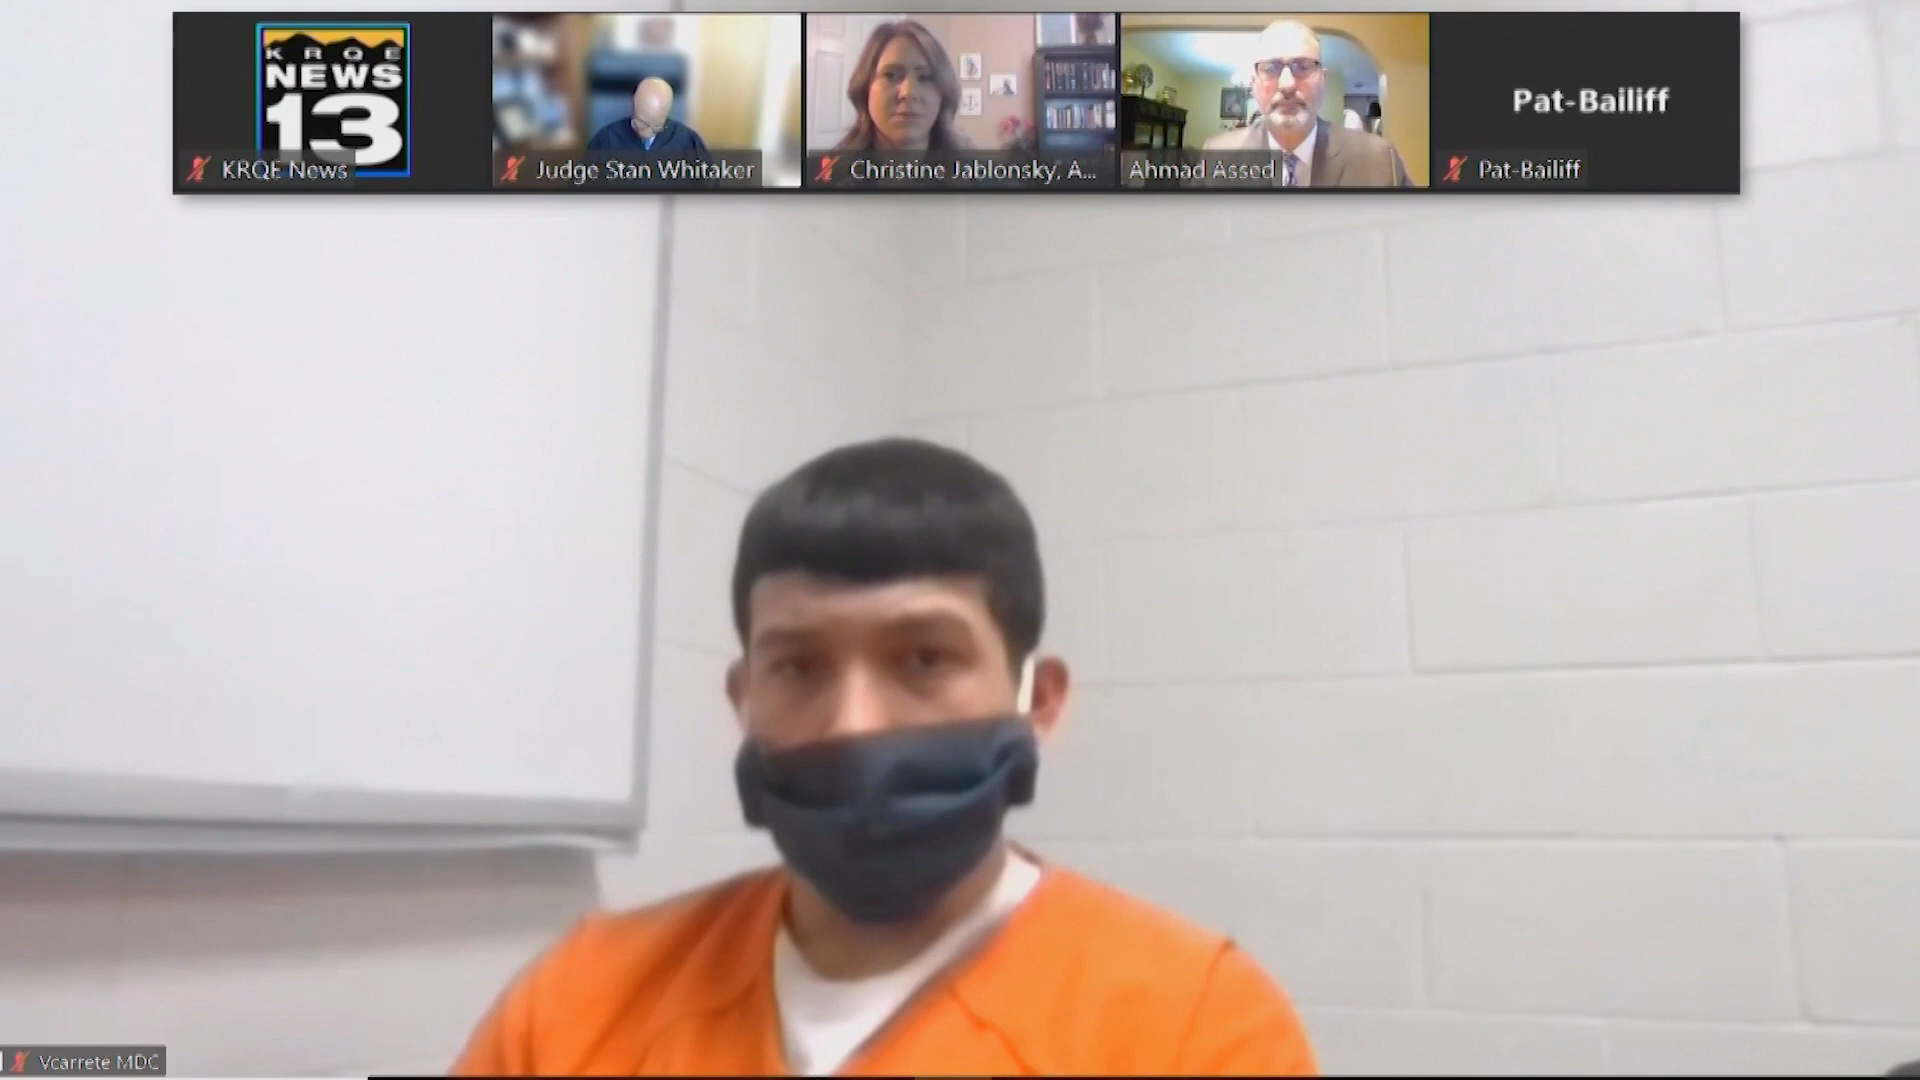 KRQE
NEWS
13
KRQE News
Judge Stan Whitaker
Christine Jablonsky, A...
Ahmad Assed
Pat-Bailiff
Pat-Bailiff
Vcarrete MDC